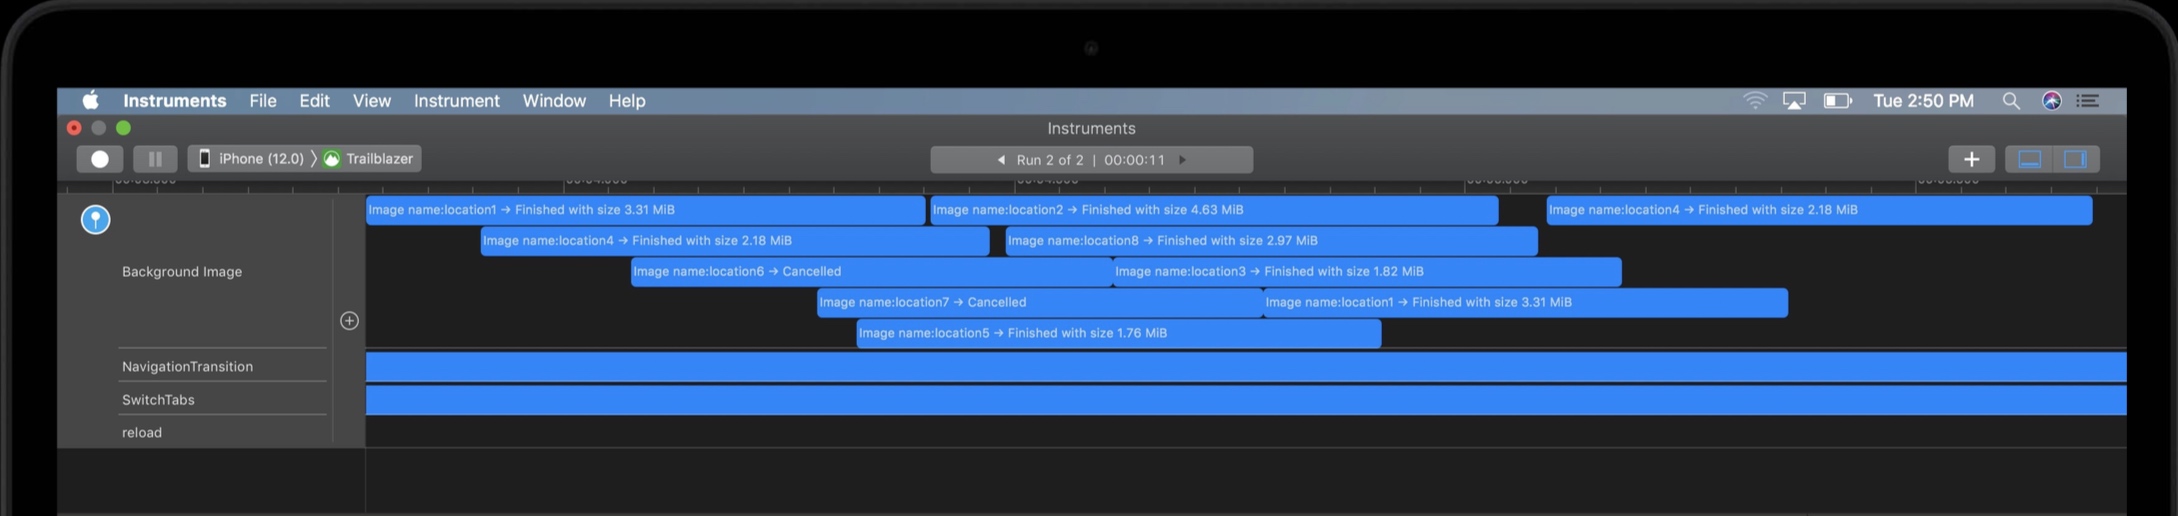 Instruments File Edit View Instrument Window Help Tue 2:50 PM
Instruments
iPhone (12.0) 〉 Trailblazer Run 2 of 2 | 00:00:11
Image name:location1 → Finished with size 3.31 MiB Image name:location2 → Finished with size 4.63 MiB Image name:location4 → Finished with size 2.18 MiB
Image name:location4 → Finished with size 2.18 MiB Image name:location8 → Finished with size 2.97 MiB
Background Image Image name:location6 → Cancelled Image name:location3 → Finished with size 1.82 MiB
Image name:location7 → Cancelled Image name:location1 → Finished with size 3.31 MiB
Image name:location5 → Finished with size 1.76 MiB
NavigationTransition
SwitchTabs
reload